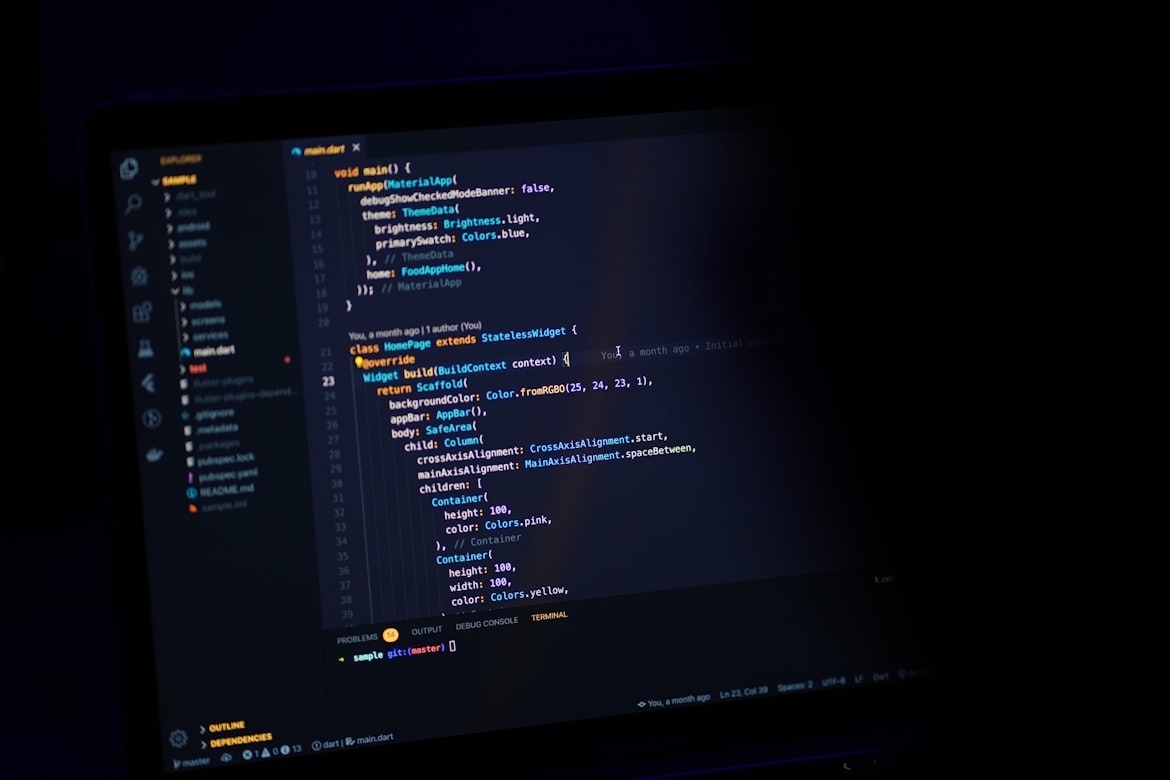 EXPLORER
SAMPLE
.dart_tool
.idea
android
assets
build
ios
lib
models
screens
services
main.dart
test
.flutter-plugins
.flutter-plugins-depend...
.gitignore
.metadata
.packages
pubspec.lock
pubspec.yaml
README.md
sample.iml
OUTLINE
DEPENDENCIES
main.dart ×
10 void main() {
11 runApp(MaterialApp(
12 debugShowCheckedModeBanner: false,
13 theme: ThemeData(
14 brightness: Brightness.light,
15 primarySwatch: Colors.blue,
16 ), // ThemeData
17 home: FoodAppHome(),
18 )); // MaterialApp
19 }
20
You, a month ago | 1 author (You)
21 class HomePage extends StatelessWidget {
22 @override
23 Widget build(BuildContext context) { You, a month ago • Initial
24 return Scaffold(
25 backgroundColor: Color.fromRGBO(25, 24, 23, 1),
26 appBar: AppBar(),
27 body: SafeArea(
28 child: Column(
29 crossAxisAlignment: CrossAxisAlignment.start,
30 mainAxisAlignment: MainAxisAlignment.spaceBetween,
31 children: [
32 Container(
33 height: 100,
34 color: Colors.pink,
35 ), // Container
36 Container(
37 height: 100,
38 width: 100,
39 color: Colors.yellow,
PROBLEMS 14 OUTPUT DEBUG CONSOLE TERMINAL
→ sample git:(master)
master 1 0 13 dart | main.dart You, a month ago Ln 23, Col 39 Spaces: 2 UTF-8 LF Dart